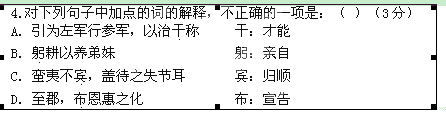 4.对下列句子中加点的词的解释，不正确的一项是：（ ）（3分）
A. 引为左军行参军，以治干称 干：才能
B. 躬耕以养弟妹 躬：亲自
C. 蛮夷不宾，盖待之失节耳 宾：归顺
D. 至郡，布恩惠之化 布：宣告